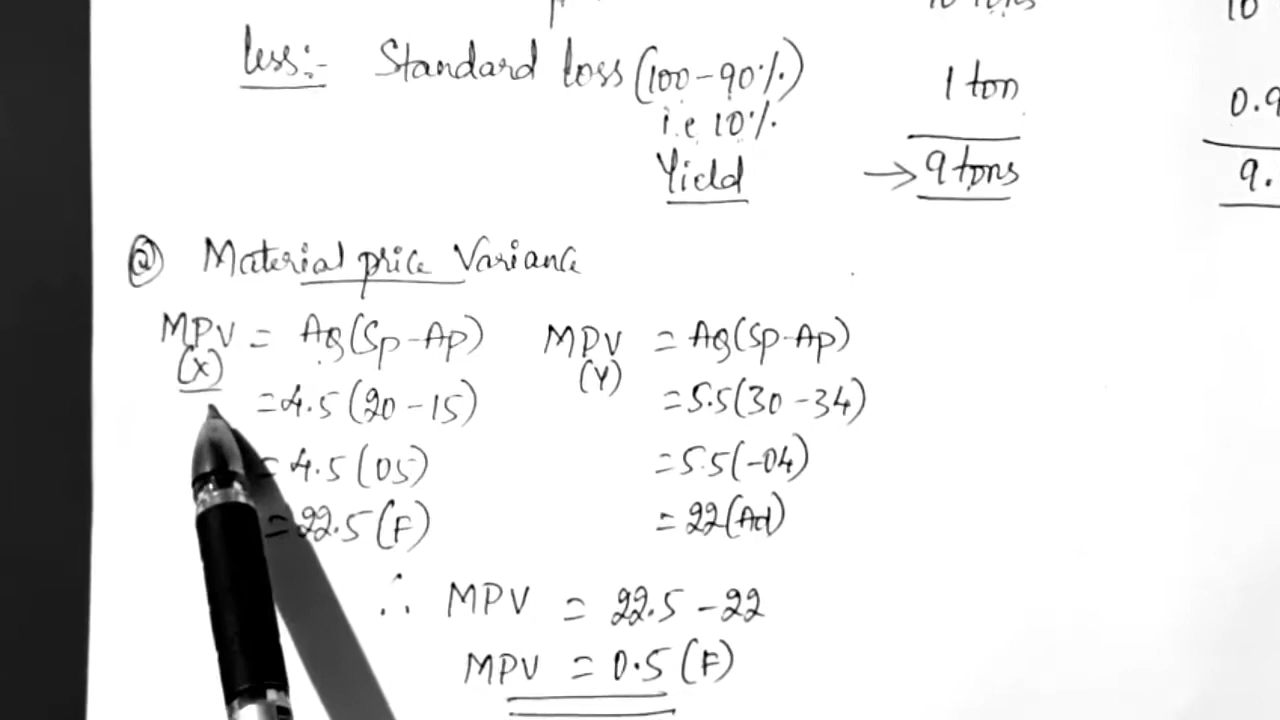 10
Less:- Standard loss (100-90%) 1 ton 0.9
i.e 10%
Yield → 9 tons 9.
② Material price Variance
MPV = AQ(Sp-Ap) MPV = AQ(Sp-Ap)
(X) (Y)
=4.5(20-15) =5.5(30-34)
=4.5(05) =5.5(-04)
=22.5(F) =22(Ad)
∴ MPV = 22.5-22
MPV = 0.5(F)